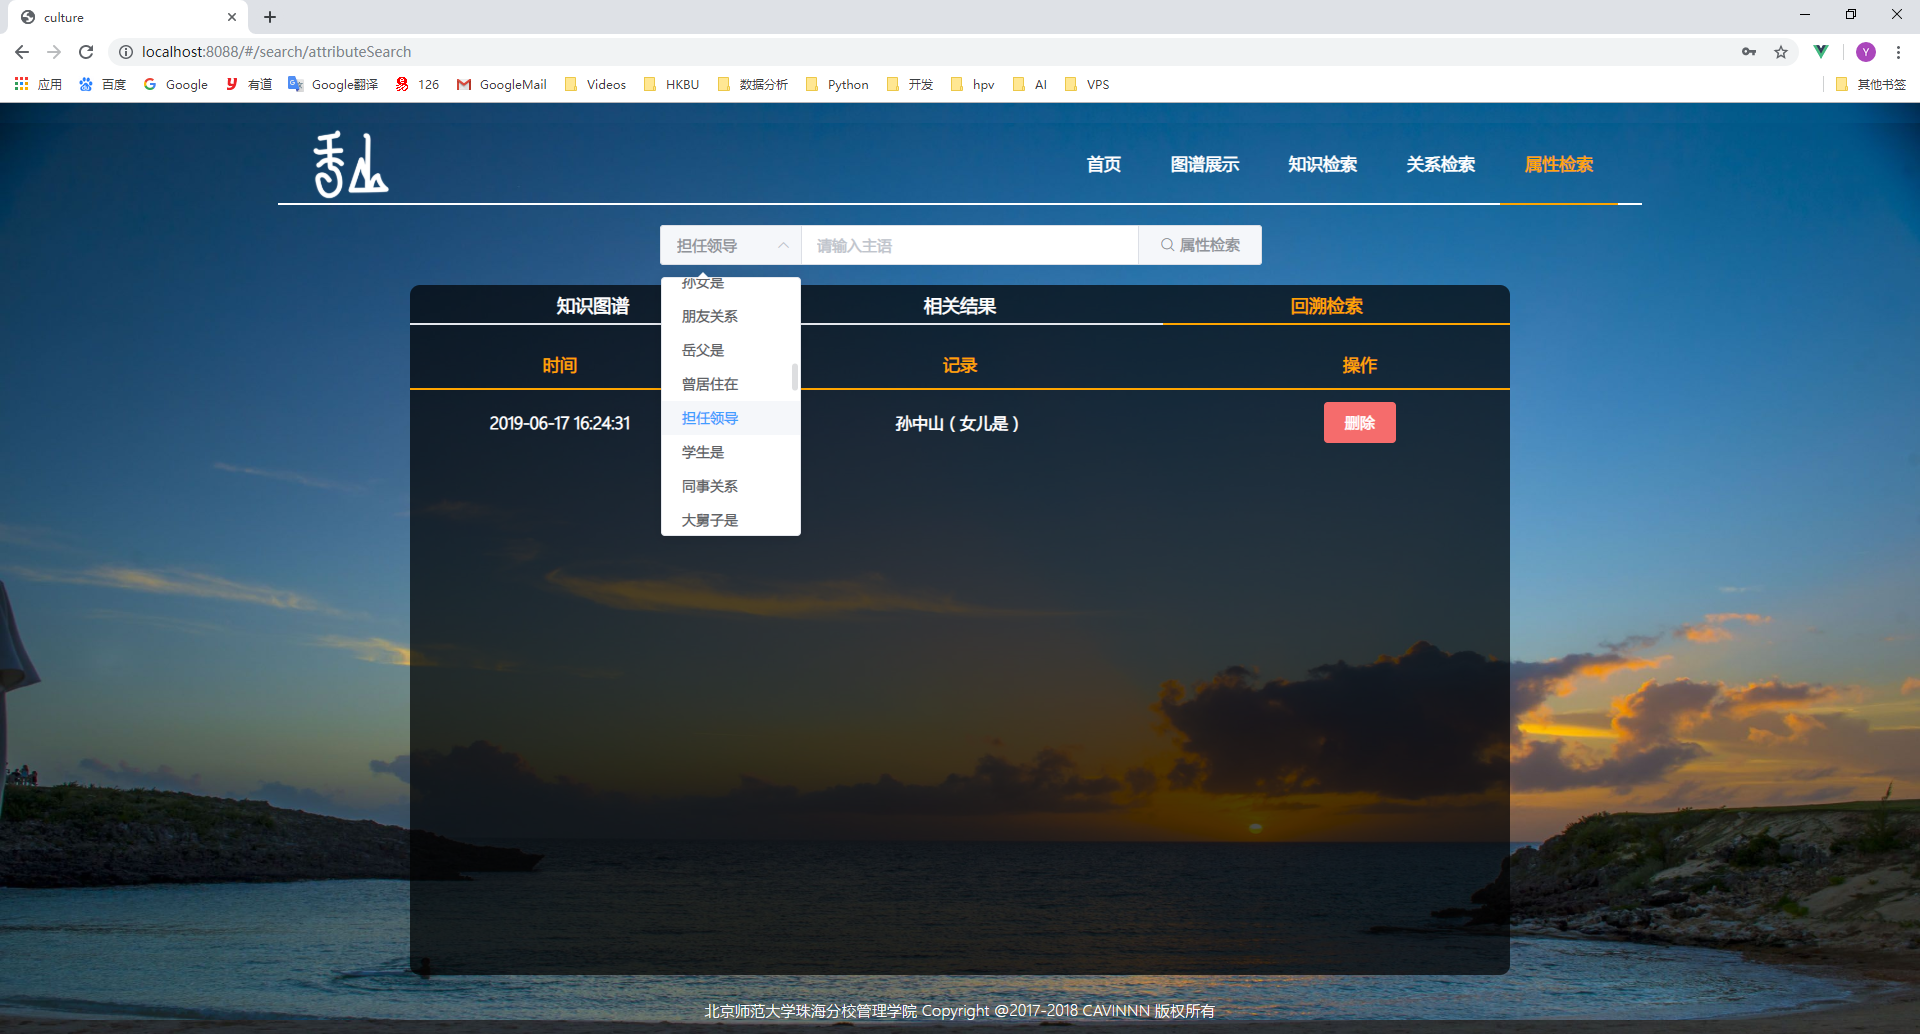 culture
localhost:8088/#/search/attributeSearch
应用 百度 Google 有道 Google翻译 126 GoogleMail Videos HKBU 数据分析 Python 开发 hpv AI VPS 其他书签
首页 图谱展示 知识检索 关系检索 属性检索
担任领导 请输入主语 属性检索
孙女是
朋友关系
岳父是
曾居住在
担任领导
学生是
同事关系
大舅子是
知识图谱 相关结果 回溯检索
时间 记录 操作
2019-06-17 16:24:31 孙中山 ( 女儿是 ) 删除
北京师范大学珠海分校管理学院 Copyright @2017-2018 CAVINNN 版权所有